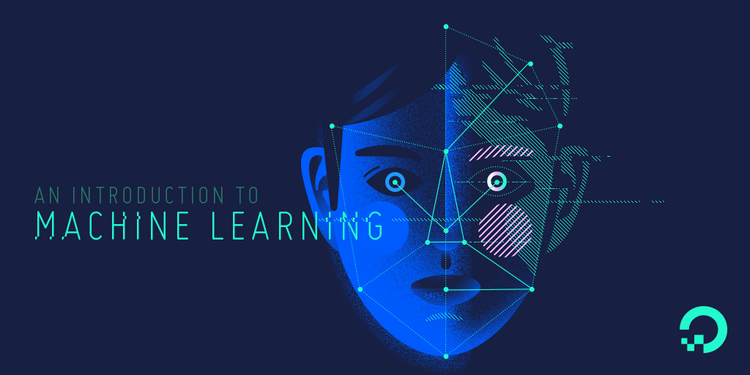 AN INTRODUCTION TO
MACHINE LEARNING